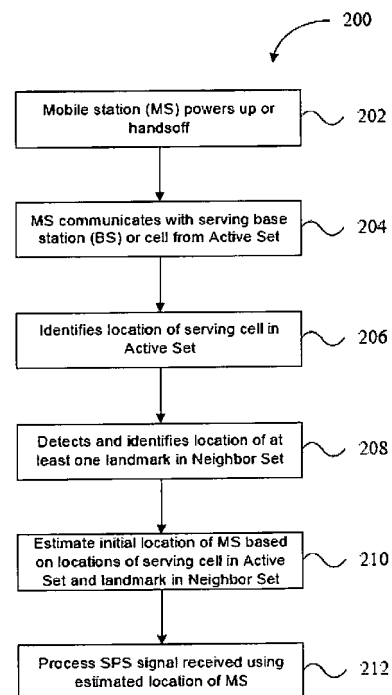 200
Mobile station (MS) powers up or
handsoff
202
MS communicates with serving base
station (BS) or cell from Active Set
204
Identifies location of serving cell in
Active Set
206
Detects and identifies location of at
least one landmark in Neighbor Set
208
Estimate initial location of MS based
on locations of serving cell in Active
Set and landmark in Neighbor Set
210
Process SPS signal received using
estimated location of MS
212